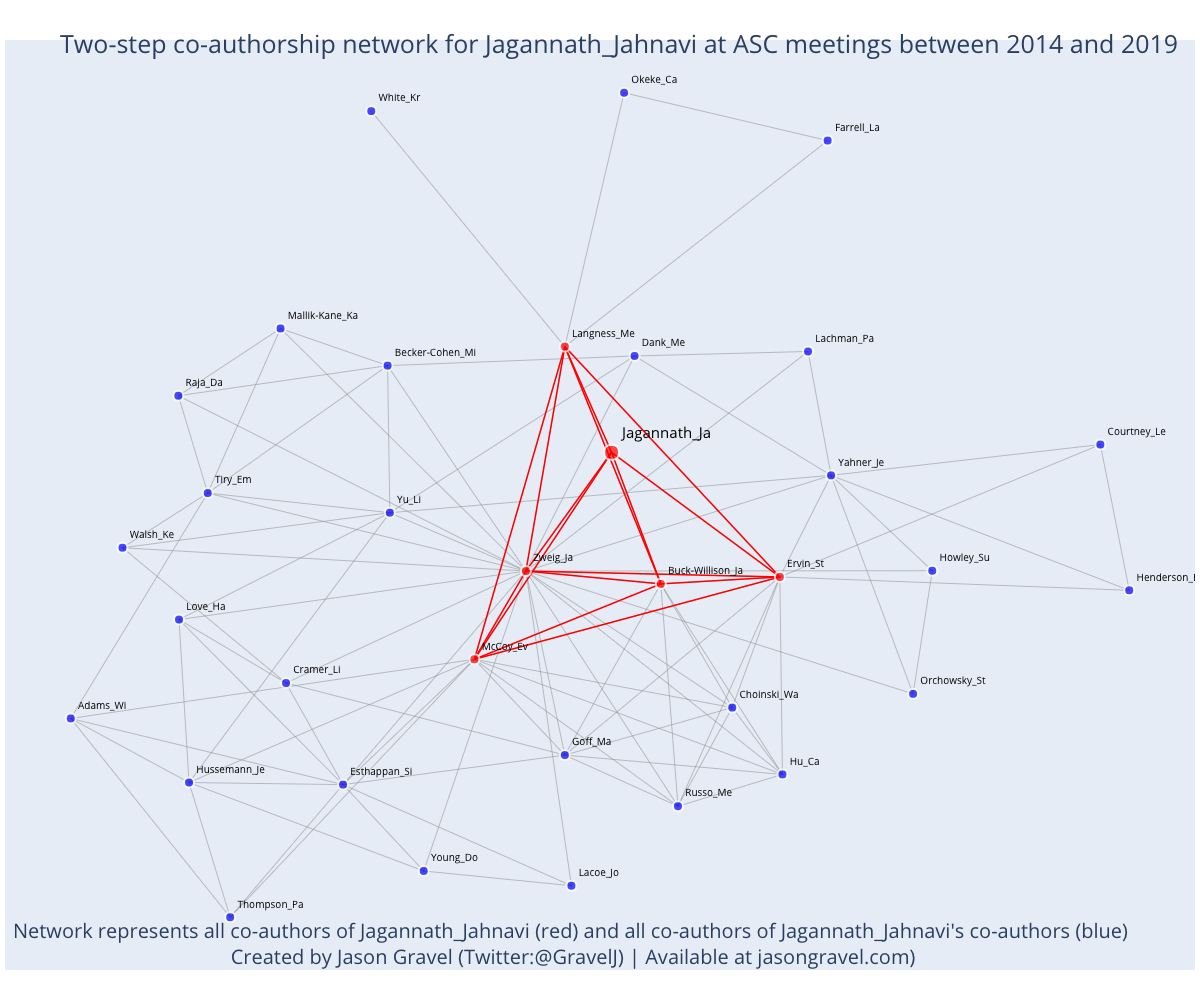 Two-step co-authorship network for Jagannath_Jahnavi at ASC meetings between 2014 and 2019
Okeke_Ca
White_Kr
Farrell_La
Mallik-Kane_Ka
Langness_Me
Lachman_Pa
Dank_Me
Becker-Cohen_Mi
Raja_Da
Jagannath_Ja
Courtney_Le
Yahner_Je
Tiry_Em
Yu_Li
Walsh_Ke
Zweig_Ja
Howley_Su
Ervin_St
Buck-Willison_Ja
Henderson_
Love_Ha
McCoy_Ev
Cramer_Li
Orchowsky_St
Choinski_Wa
Adams_Wi
Goff_Ma
Hu_Ca
Hussemann_Je
Esthappan_Si
Russo_Me
Young_Do
Lacoe_Jo
Thompson_Pa
Network represents all co-authors of Jagannath_Jahnavi (red) and all co-authors of Jagannath_Jahnavi's co-authors (blue)
Created by Jason Gravel (Twitter:@GravelJ) | Available at jasongravel.com)